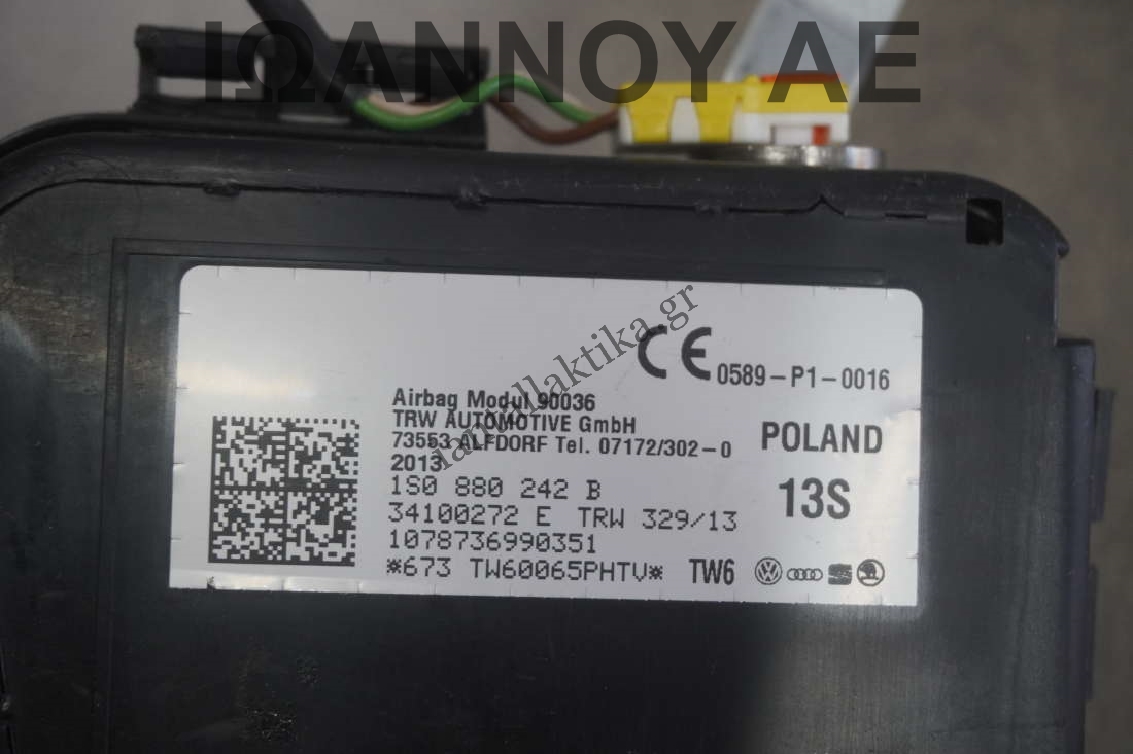 ΙΩΑΝΝΟΥ ΑΕ
ianallaktika.gr
CE 0589-P1-0016
Airbag Modul 90036
TRW AUTOMOTIVE GmbH
73553 ALFDORF Tel. 07172/302-0
2013
POLAND
1S0 880 242 B
13S
34100272 E TRW 329/13
1078736990351
*673 TW60065PHTV* TW6